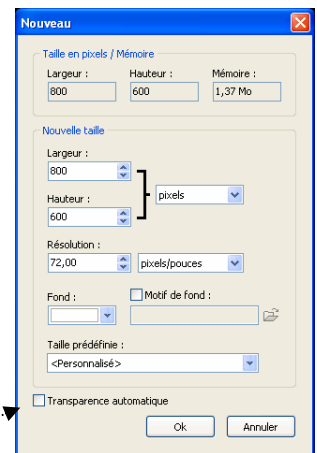 Nouveau
Taille en pixels / Mémoire
Largeur : Hauteur : Mémoire :
800 600 1,37 Mo
Nouvelle taille
Largeur :
800
pixels
Hauteur :
600
Résolution :
72,00 pixels/pouces
Fond : Motif de fond :
Taille prédéfinie :
<Personnalisé>
Transparence automatique
Ok Annuler